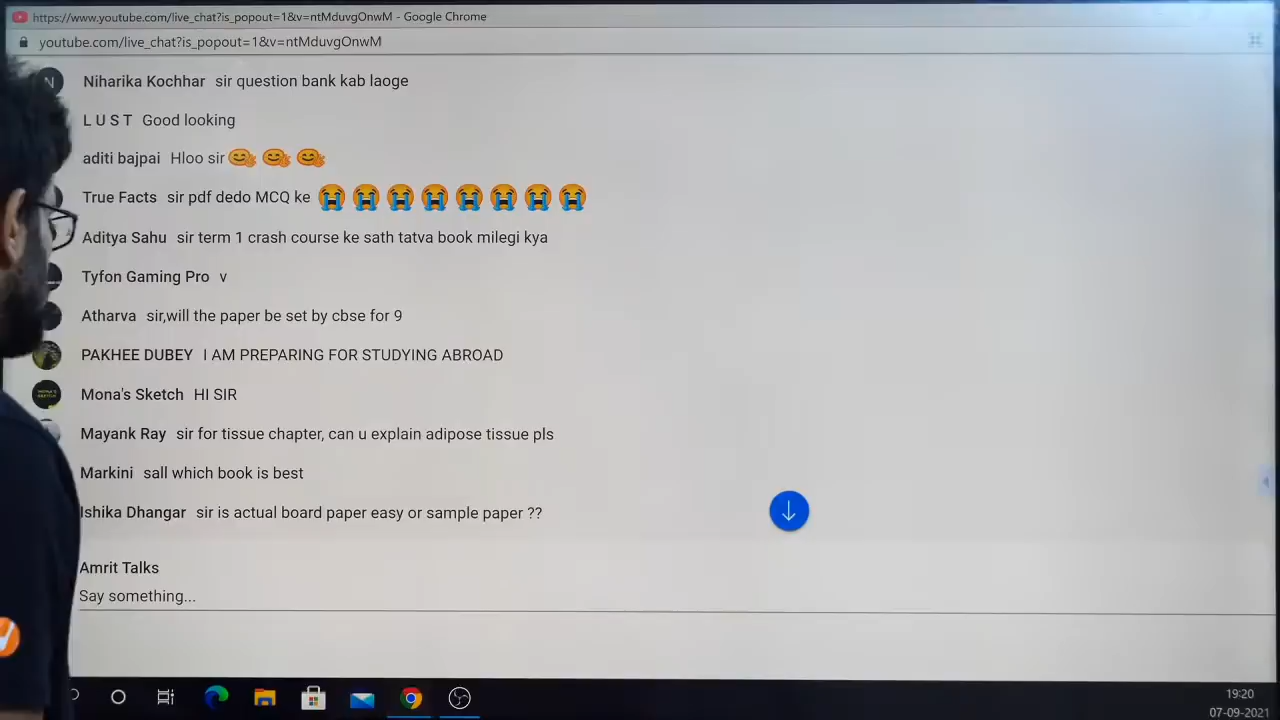 https://www.youtube.com/live_chat?is_popout=1&v=ntMduvgOnwM - Google Chrome
youtube.com/live_chat?is_popout=1&v=ntMduvgOnwM
N Niharika Kochhar sir question bank kab laoge
L U S T Good looking
aditi bajpai Hloo sir
True Facts sir pdf dedo MCQ ke
Aditya Sahu sir term 1 crash course ke sath tatva book milegi kya
Tyfon Gaming Pro v
Atharva sir,will the paper be set by cbse for 9
PAKHEE DUBEY I AM PREPARING FOR STUDYING ABROAD
Mona's Sketch HI SIR
Mayank Ray sir for tissue chapter, can u explain adipose tissue pls
Markini sall which book is best
Ishika Dhangar sir is actual board paper easy or sample paper ??
Amrit Talks
Say something...
19:20
07-09-2021